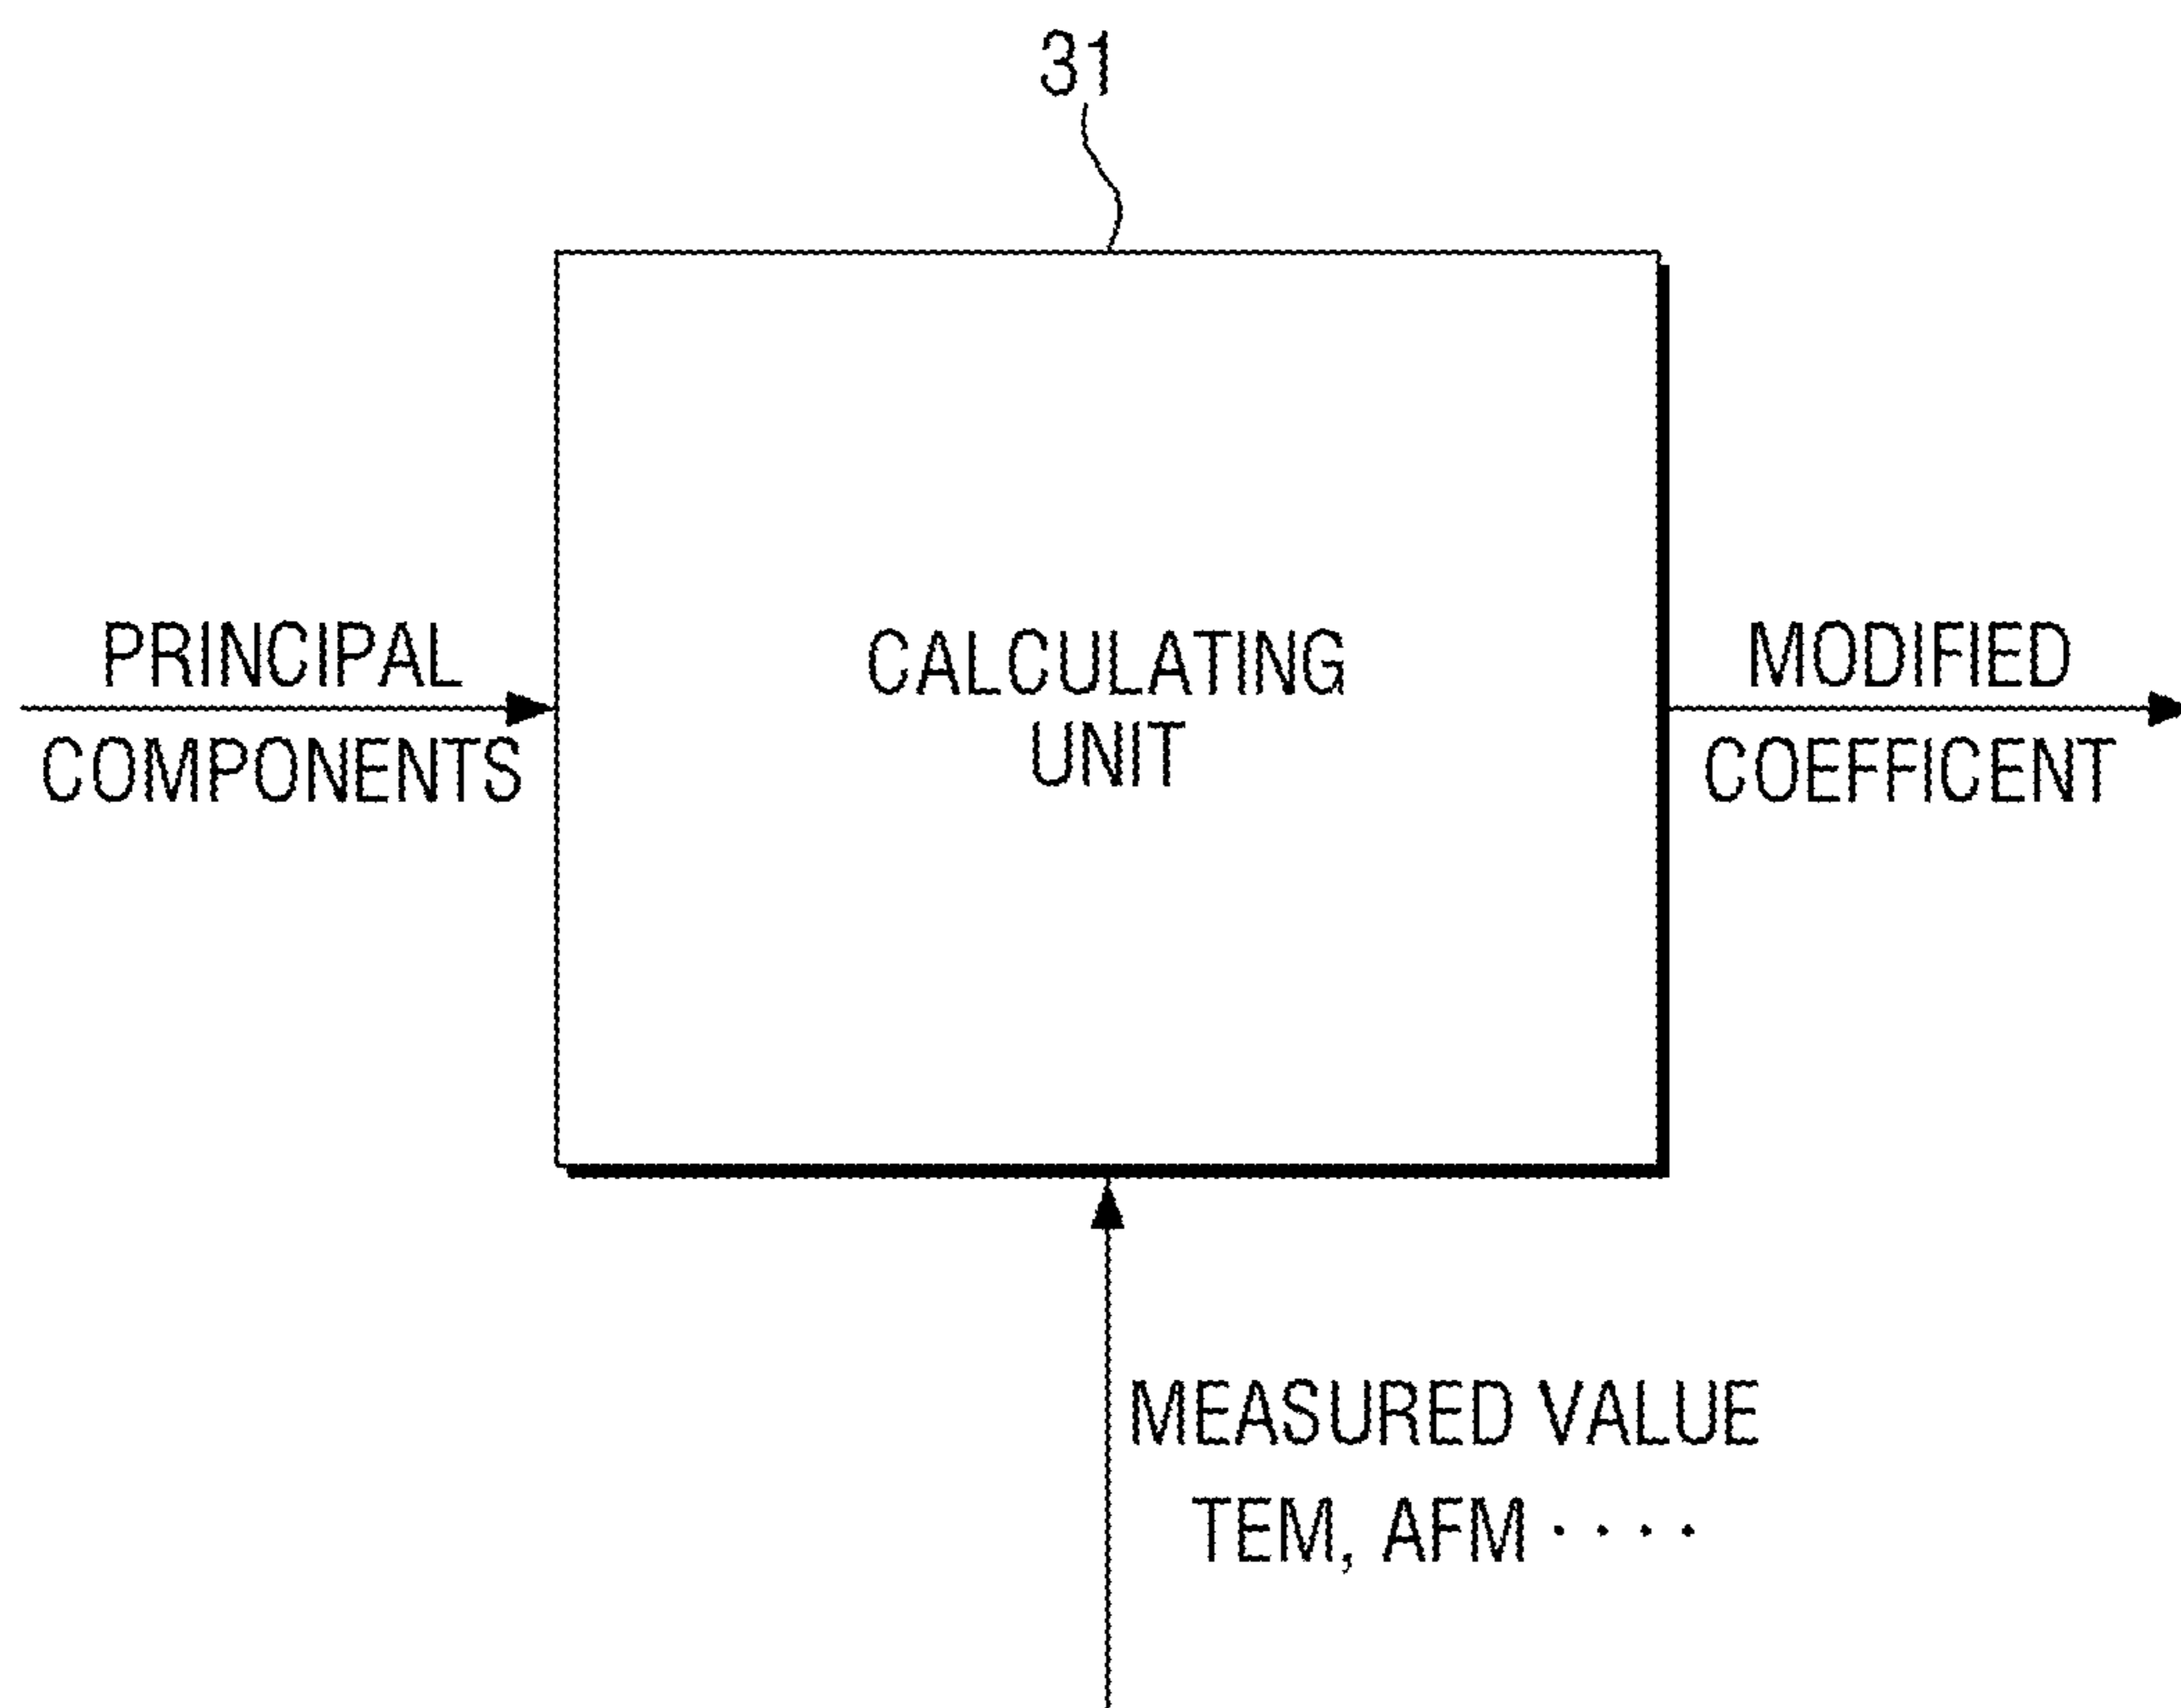 31
PRINCIPAL
COMPONENTS
CALCULATING
UNIT
MODIFIED
COEFFICENT
MEASURED VALUE
TEM, AFM ····